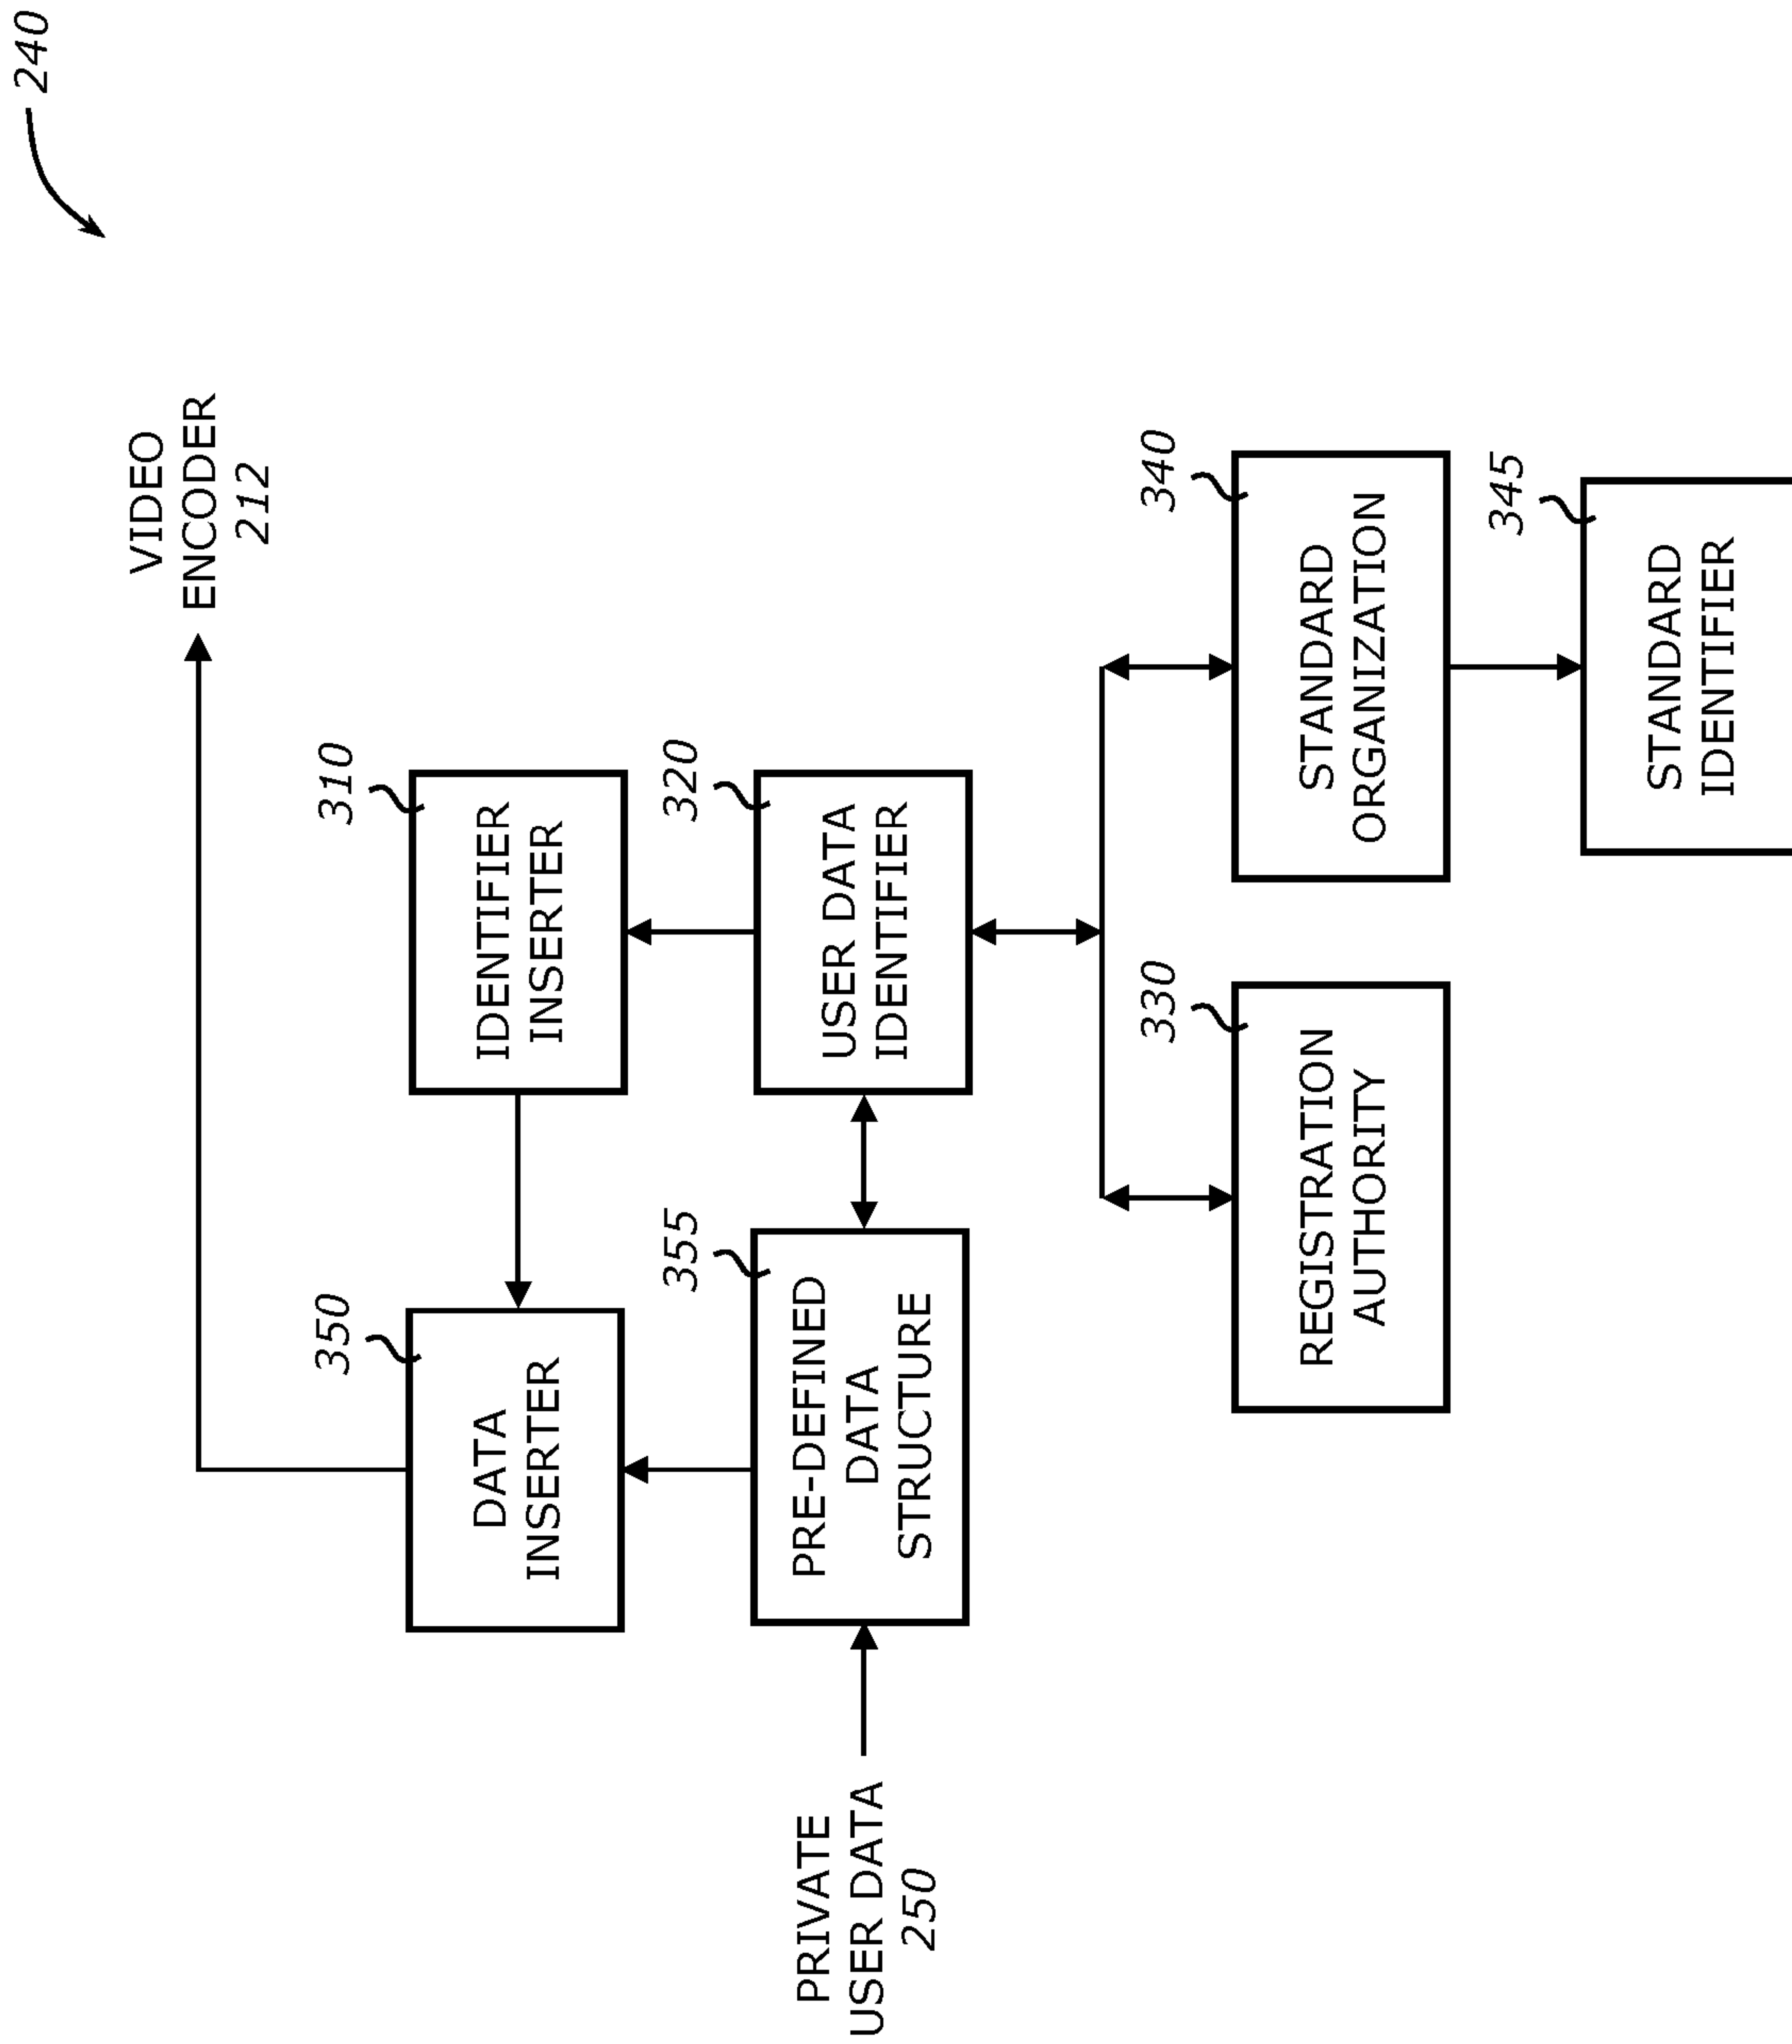 240
VIDEO
ENCODER
212
350
DATA
INSERTER
310
IDENTIFIER
INSERTER
PRIVATE
USER DATA
250
355
PRE-DEFINED
DATA
STRUCTURE
320
USER DATA
IDENTIFIER
330
REGISTRATION
AUTHORITY
340
STANDARD
ORGANIZATION
345
STANDARD
IDENTIFIER